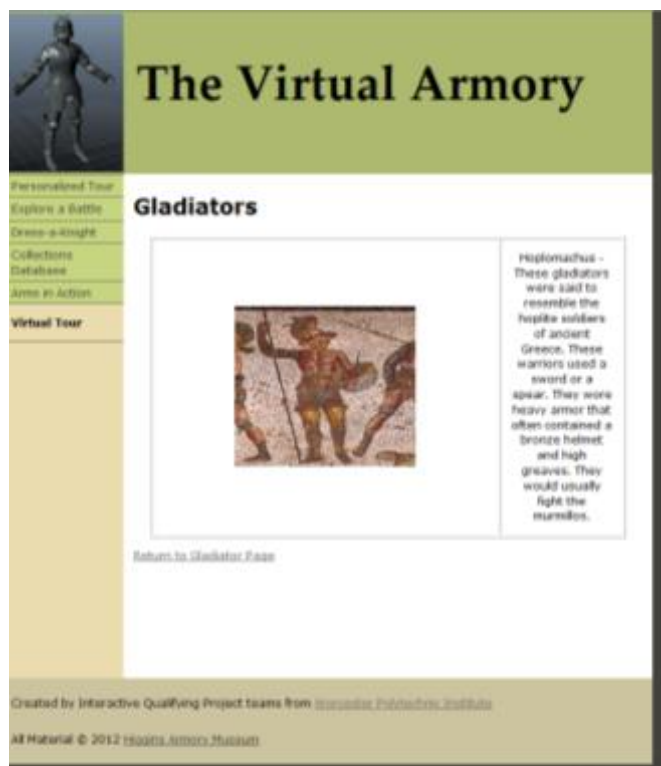 The Virtual Armory
Personalized Tour
Explore a Battle
Dress-a-Knight
Collections
Database
Arms in Action
Virtual Tour
Gladiators
Hoplomachus -
These gladiators
were said to
resemble the
hoplite soldiers
of ancient
Greece. These
warriors used a
sword or a
spear. They wore
heavy armor that
often contained a
bronze helmet
and high
greaves. They
would usually
fight the
murmillos.
Return to Gladiator Page
Created by Interactive Qualifying Project teams from Worcester Polytechnic Institute
All Material © 2012 Higgins Armory Museum